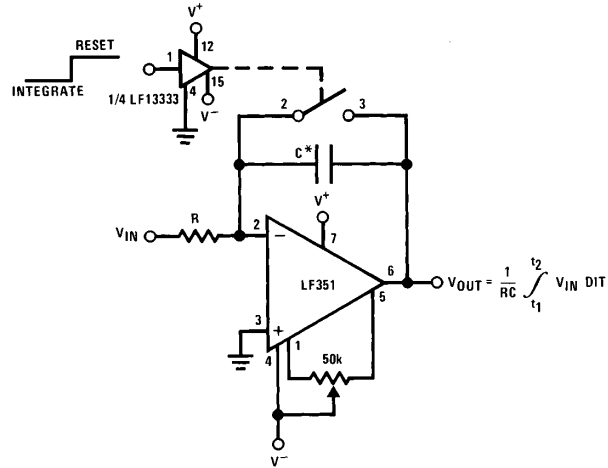 V+
RESET
1
12
INTEGRATE
4
15
1/4 LF13333
V−
2
3
C*
V+
R
VIN
2
−
7
6
LF351
VOUT = 1/RC ∫ t1 t2 VIN DIT
5
3
+
4
1
50k
V−